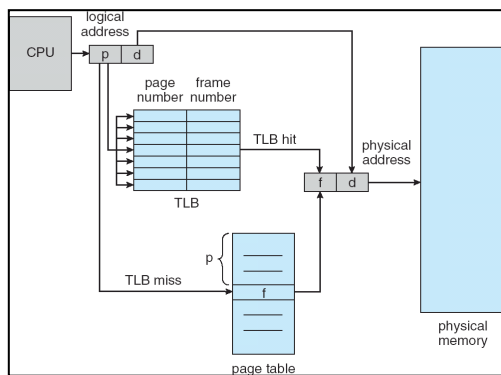 logical
address
CPU
p
d
page
number
frame
number
TLB hit
physical
address
f
d
TLB
p
TLB miss
f
physical
memory
page table